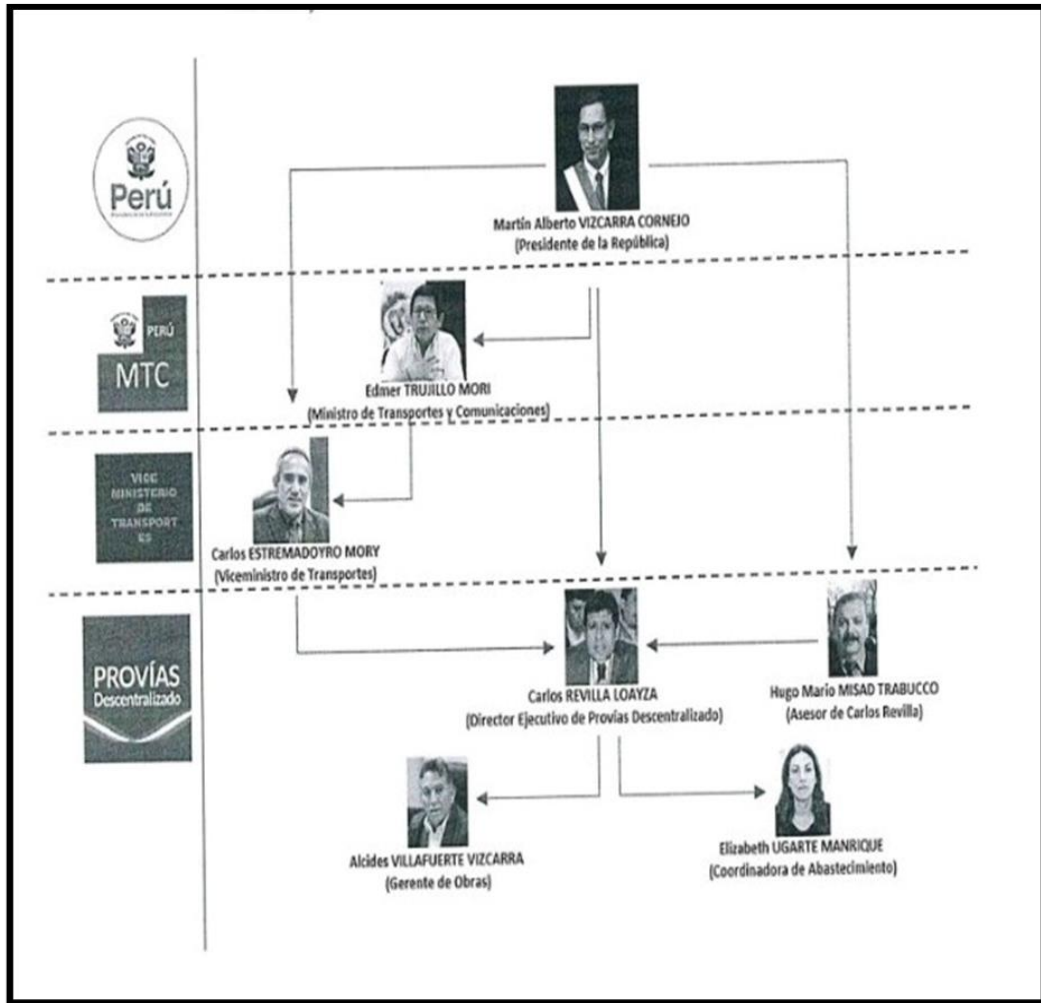 Perú
Martín Alberto VIZCARRA CORNEJO
(Presidente de la República)
PERÚ
MTC
Edmer TRUJILLO MORI
(Ministro de Transportes y Comunicaciones)
VICE
MINISTERIO
DE
TRANSPORT
ES
Carlos ESTREMADOYRO MORY
(Viceministro de Transportes)
PROVÍAS
Descentralizado
Carlos REVILLA LOAYZA
(Director Ejecutivo de Provias Descentralizado)
Hugo Mario MISAD TRABUCCO
(Asesor de Carlos Revilla)
Alcides VILLAFUERTE VIZCARRA
(Gerente de Obras)
Elizabeth UGARTE MANRIQUE
(Coordinadora de Abastecimiento)